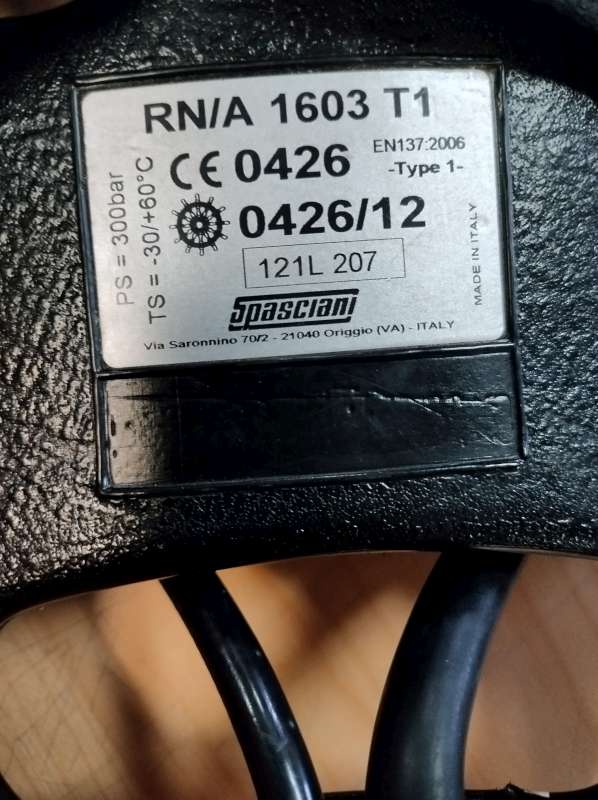 RN/A 1603 T1
CE 0426 EN137:2006
-Type 1-
0426/12
121L 207
Spasciani
Via Saronnino 70/2 - 21040 Origgio (VA) - ITALY
PS = 300bar
TS = -30/+60°C
MADE IN ITALY